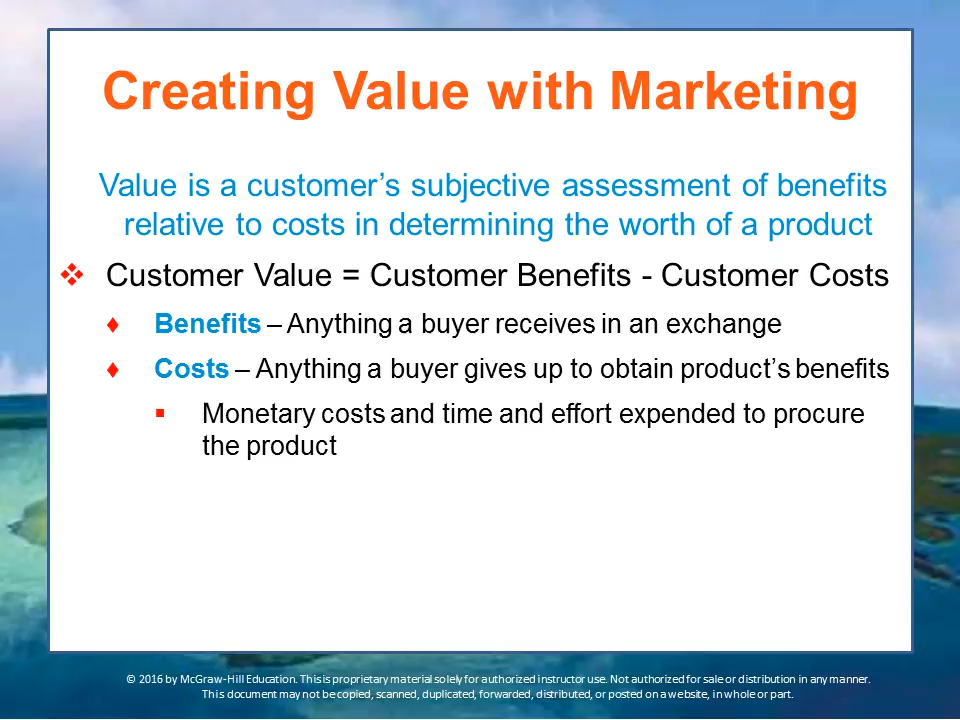 Creating Value with Marketing
Value is a customer’s subjective assessment of benefits
relative to costs in determining the worth of a product
❖ Customer Value = Customer Benefits - Customer Costs
♦ Benefits – Anything a buyer receives in an exchange
♦ Costs – Anything a buyer gives up to obtain product’s benefits
▪ Monetary costs and time and effort expended to procure
the product
© 2016 by McGraw-Hill Education. This is proprietary material solely for authorized instructor use. Not authorized for sale or distribution in any manner.
This document may not be copied, scanned, duplicated, forwarded, distributed, or posted on a website, in whole or part.